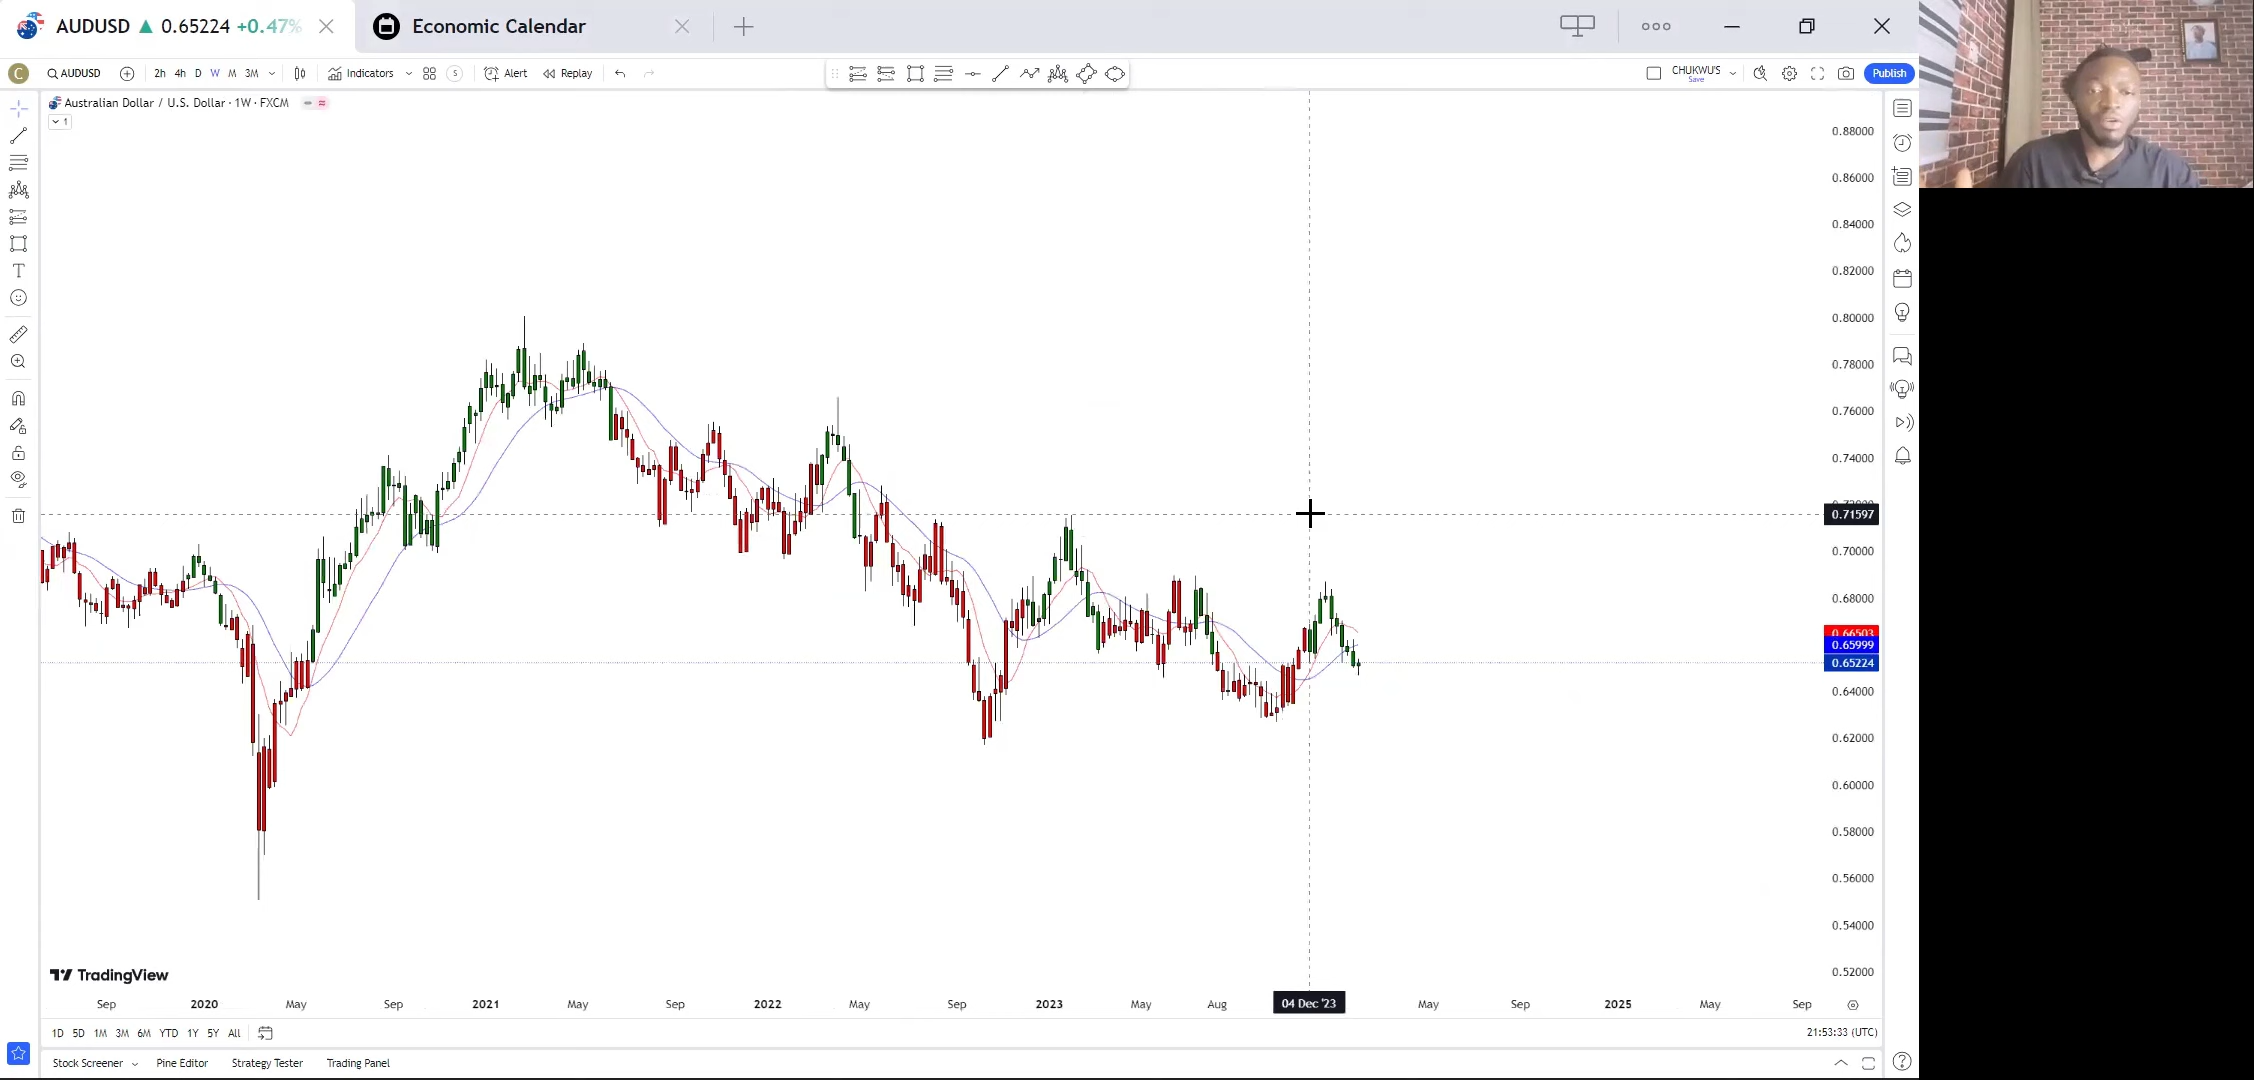 AUDUSD ▲ 0.65224 +0.47%
Economic Calendar
C
AUDUSD
2h 4h D W M 3M
Indicators
S
Alert
Replay
CHUKWU'S
Save
Publish
Australian Dollar / U.S. Dollar · 1W · FXCM
1
0.88000
0.86000
0.84000
0.82000
0.80000
0.78000
0.76000
0.74000
0.71597
0.70000
0.68000
0.66503
0.65999
0.65224
0.64000
0.62000
0.60000
0.58000
0.56000
0.54000
0.52000
TradingView
Sep 2020 May Sep 2021 May Sep 2022 May Sep 2023 May Aug 04 Dec '23 May Sep 2025 May Sep
1D 5D 1M 3M 6M YTD 1Y 5Y All
21:53:33 (UTC)
Stock Screener Pine Editor Strategy Tester Trading Panel